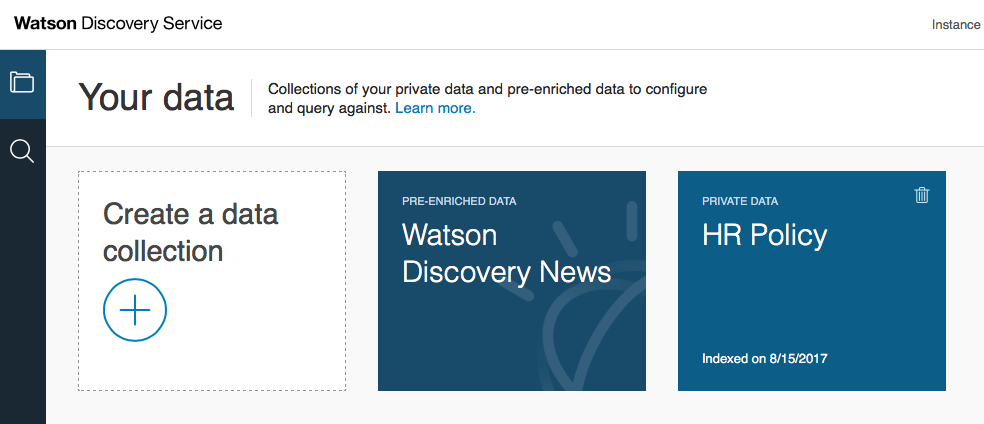 Watson Discovery Service
Instance
Your data
Collections of your private data and pre-enriched data to configure
and query against. Learn more.
Create a data
collection
PRE-ENRICHED DATA
Watson
Discovery News
PRIVATE DATA
HR Policy
Indexed on 8/15/2017